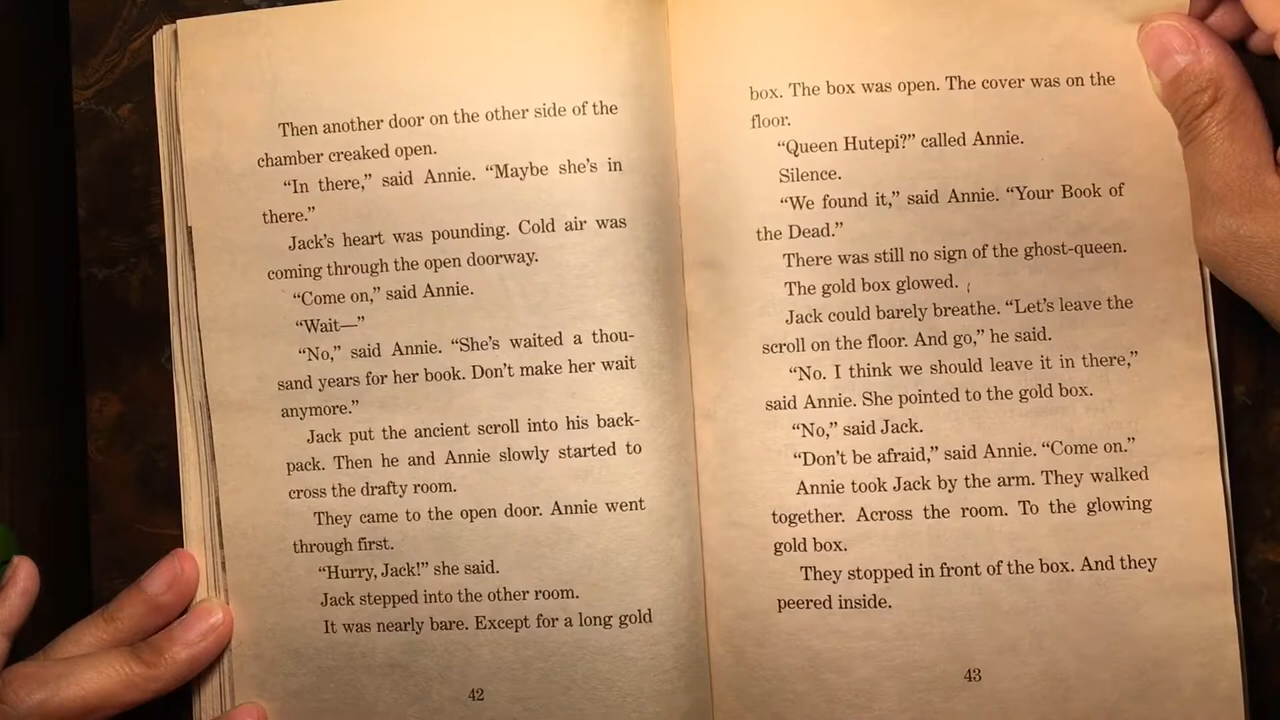 Then another door on the other side of the
chamber creaked open.
“In there,” said Annie. “Maybe she’s in
there.”
Jack’s heart was pounding. Cold air was
coming through the open doorway.
“Come on,” said Annie.
“Wait—”
“No,” said Annie. “She’s waited a thou-
sand years for her book. Don’t make her wait
anymore.”
Jack put the ancient scroll into his back-
pack. Then he and Annie slowly started to
cross the drafty room.
They came to the open door. Annie went
through first.
“Hurry, Jack!” she said.
Jack stepped into the other room.
It was nearly bare. Except for a long gold
42
box. The box was open. The cover was on the
floor.
“Queen Hutepi?” called Annie.
Silence.
“We found it,” said Annie. “Your Book of
the Dead.”
There was still no sign of the ghost-queen.
The gold box glowed.
Jack could barely breathe. “Let’s leave the
scroll on the floor. And go,” he said.
“No. I think we should leave it in there,”
said Annie. She pointed to the gold box.
“No,” said Jack.
“Don’t be afraid,” said Annie. “Come on.”
Annie took Jack by the arm. They walked
together. Across the room. To the glowing
gold box.
They stopped in front of the box. And they
peered inside.
43